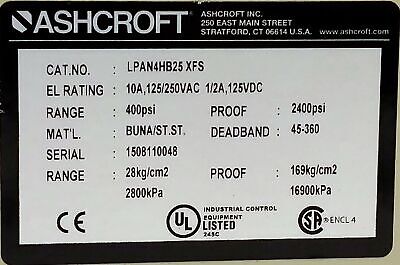 ASHCROFT
ASHCROFT INC.
250 EAST MAIN STREET
STRATFORD, CT 06614 U.S.A. www.ashcroft.com
CAT.NO. : LPAN4HB25 XFS
EL RATING : 10A,125/250VAC 1/2A,125VDC
RANGE : 400psi PROOF : 2400psi
MAT'L. : BUNA/ST.ST. DEADBAND : 45-360
SERIAL : 1508110048
RANGE : 28kg/cm2 PROOF : 169kg/cm2
2800kPa 16900kPa
CE
UL
INDUSTRIAL CONTROL
EQUIPMENT
LISTED
245C
SA ENCL 4